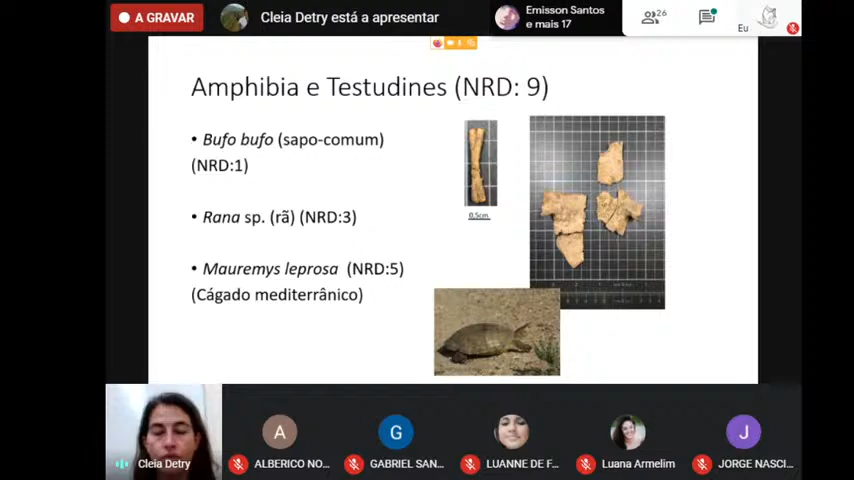 A GRAVAR
Cleia Detry está a apresentar
Emisson Santos
e mais 17
26
Eu
Amphibia e Testudines (NRD: 9)
• Bufo bufo (sapo-comum)
(NRD:1)
• Rana sp. (rã) (NRD:3)
• Mauremys leprosa (NRD:5)
(Cágado mediterrânico)
0,5cm
Cleia Detry
A
ALBERICO NO...
G
GABRIEL SAN...
LUANNE DE F...
Luana Armelim
J
JORGE NASCI...